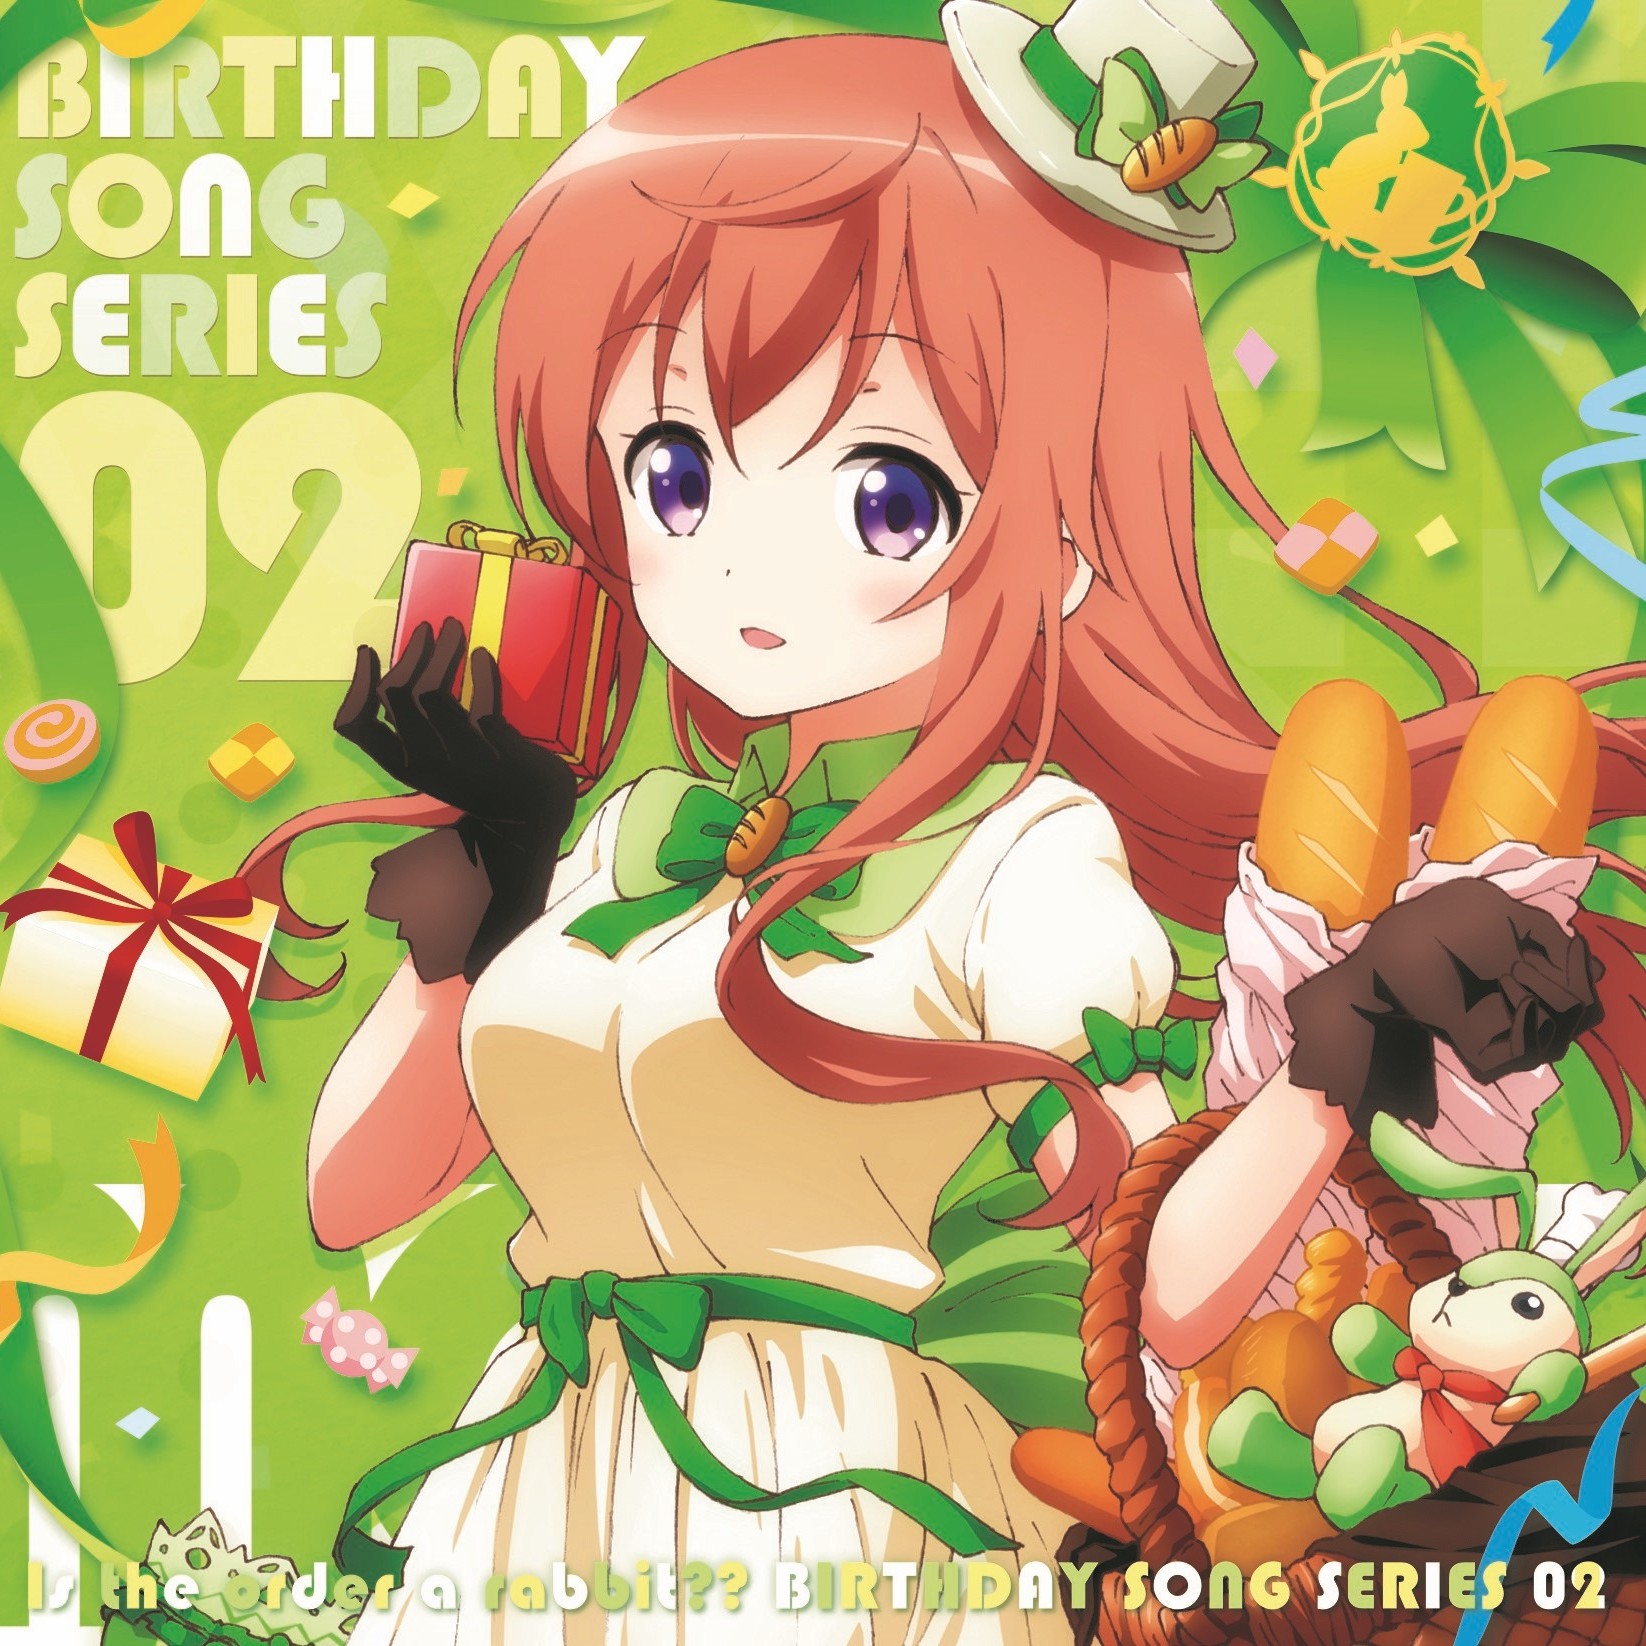 BIRTHDAY
SONG
SERIES
02
Is the order a rabbit?? BIRTHDAY SONG SERIES 02